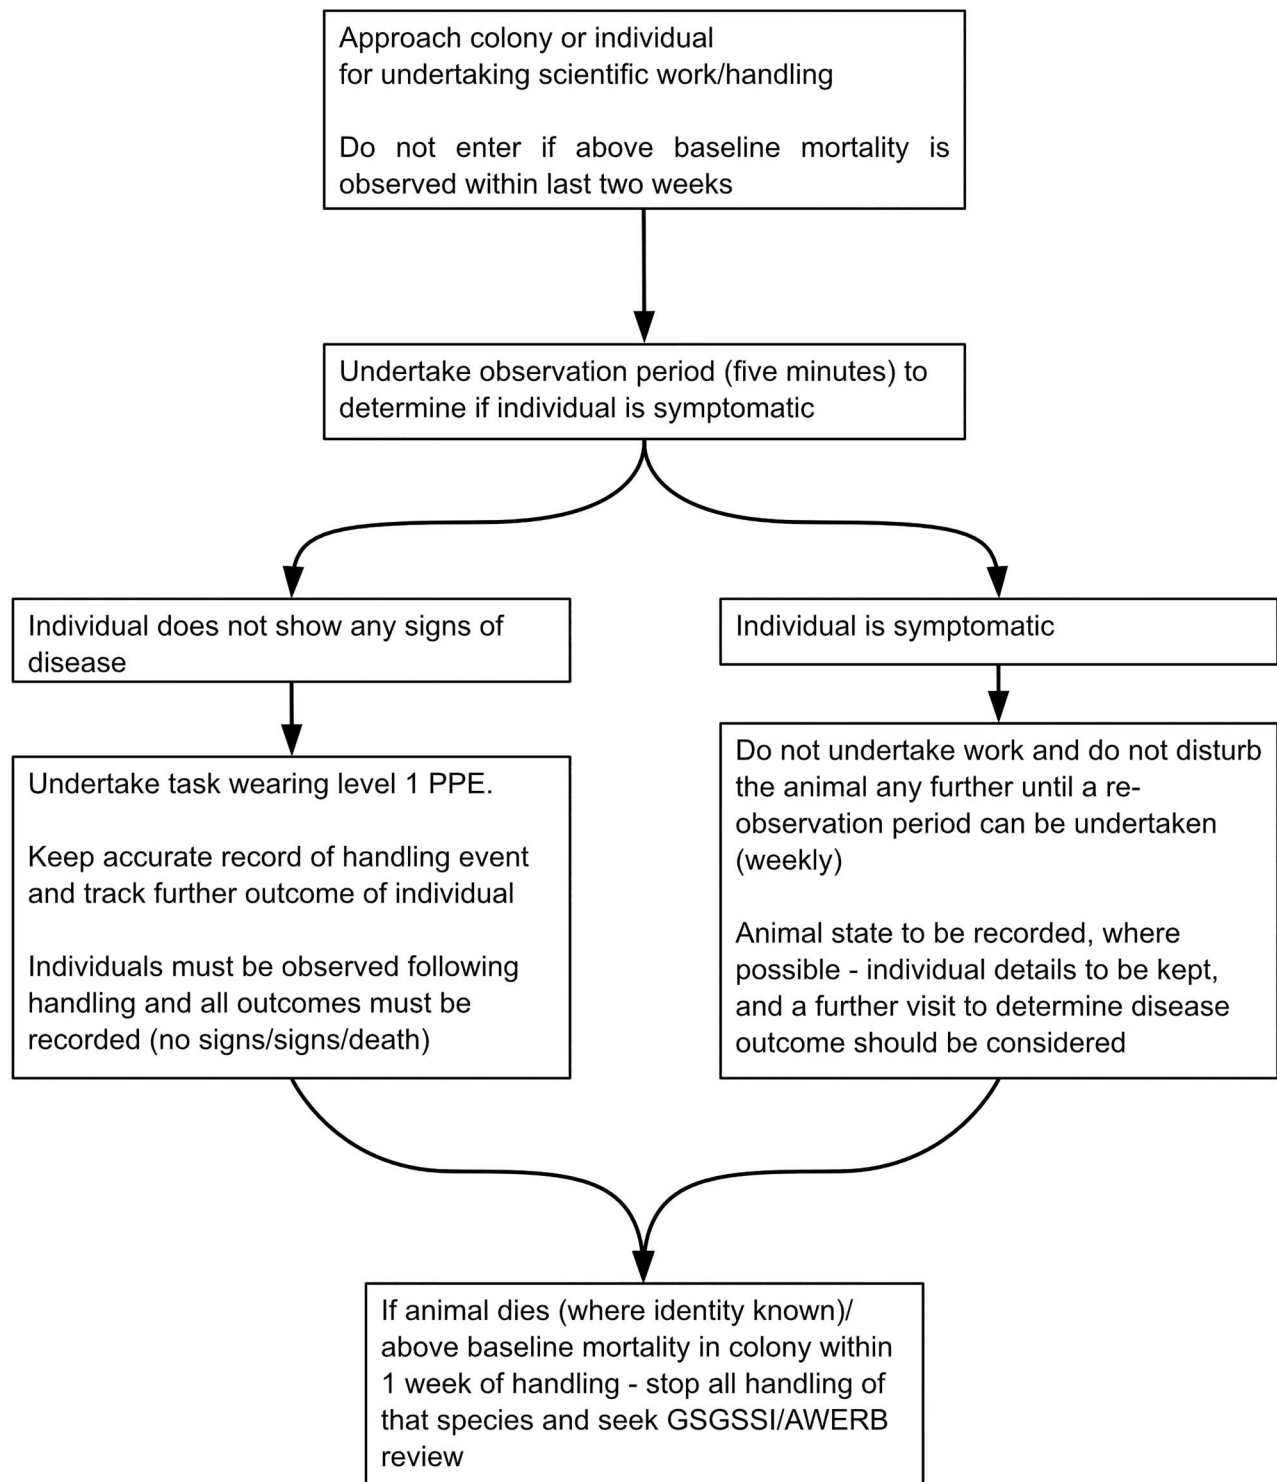 Approach colony or individual
for undertaking scientific work/handling
Do not enter if above baseline mortality is
observed within last two weeks
Undertake observation period (five minutes) to
determine if individual is symptomatic
Individual does not show any signs of
disease
Individual is symptomatic
Undertake task wearing level 1 PPE.
Keep accurate record of handling event
and track further outcome of individual
Individuals must be observed following
handling and all outcomes must be
recorded (no signs/signs/death)
Do not undertake work and do not disturb
the animal any further until a re-
observation period can be undertaken
(weekly)
Animal state to be recorded, where
possible - individual details to be kept,
and a further visit to determine disease
outcome should be considered
If animal dies (where identity known)/
above baseline mortality in colony within
1 week of handling - stop all handling of
that species and seek GSGSSI/AWERB
review